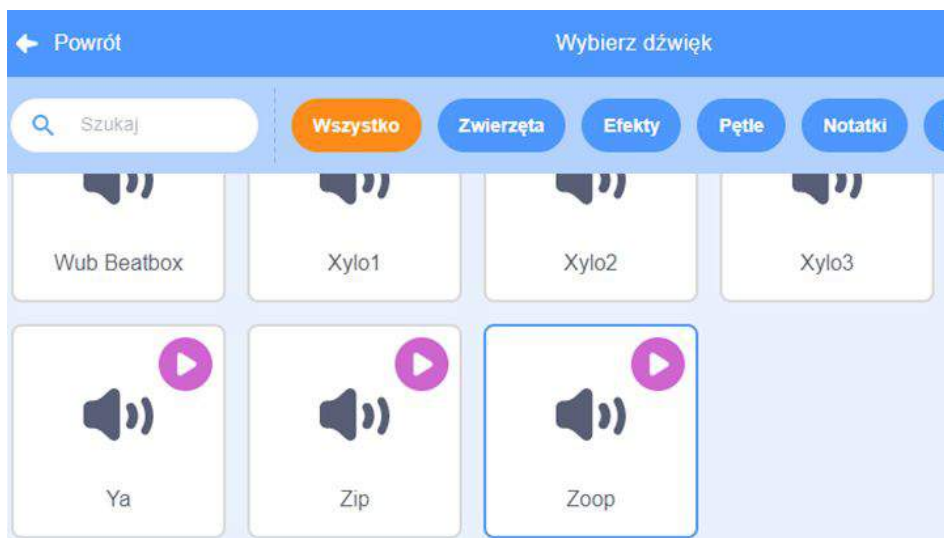 Powrót
Wybierz dźwięk
Szukaj
Wszystko
Zwierzęta
Efekty
Pętle
Notatki
Wub Beatbox
Xylo1
Xylo2
Xylo3
Ya
Zip
Zoop